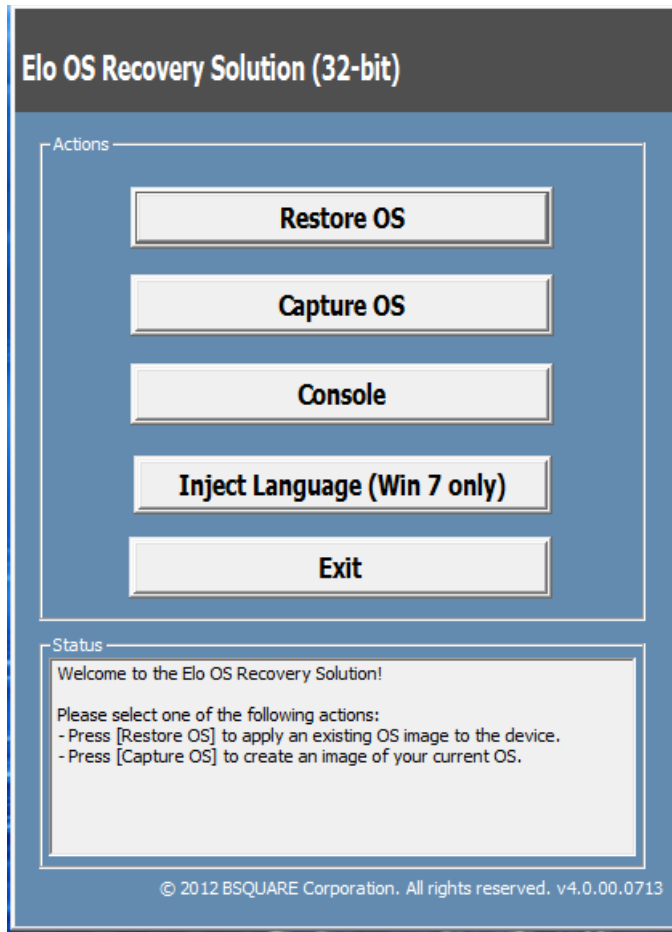 Elo OS Recovery Solution (32-bit)
Actions
Restore OS
Capture OS
Console
Inject Language (Win 7 only)
Exit
Status
Welcome to the Elo OS Recovery Solution!
Please select one of the following actions:
- Press [Restore OS] to apply an existing OS image to the device.
- Press [Capture OS] to create an image of your current OS.
© 2012 BSQUARE Corporation. All rights reserved. v4.0.00.0713